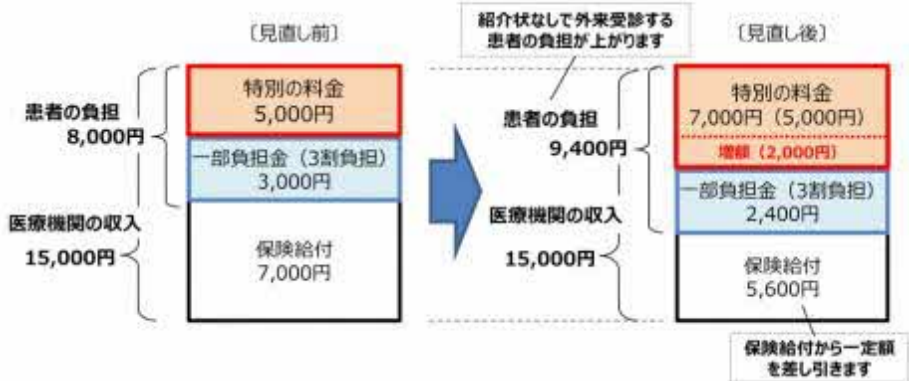 〔見直し前〕
紹介状なしで外来受診する
患者の負担が上がります
〔見直し後〕
特別の料金
5,000円
患者の負担
8,000円
一部負担金（3割負担）
3,000円
医療機関の収入
15,000円
保険給付
7,000円
特別の料金
7,000円（5,000円）
増額（2,000円）
患者の負担
9,400円
一部負担金（3割負担）
2,400円
医療機関の収入
15,000円
保険給付
5,600円
保険給付から一定額
を差し引きます